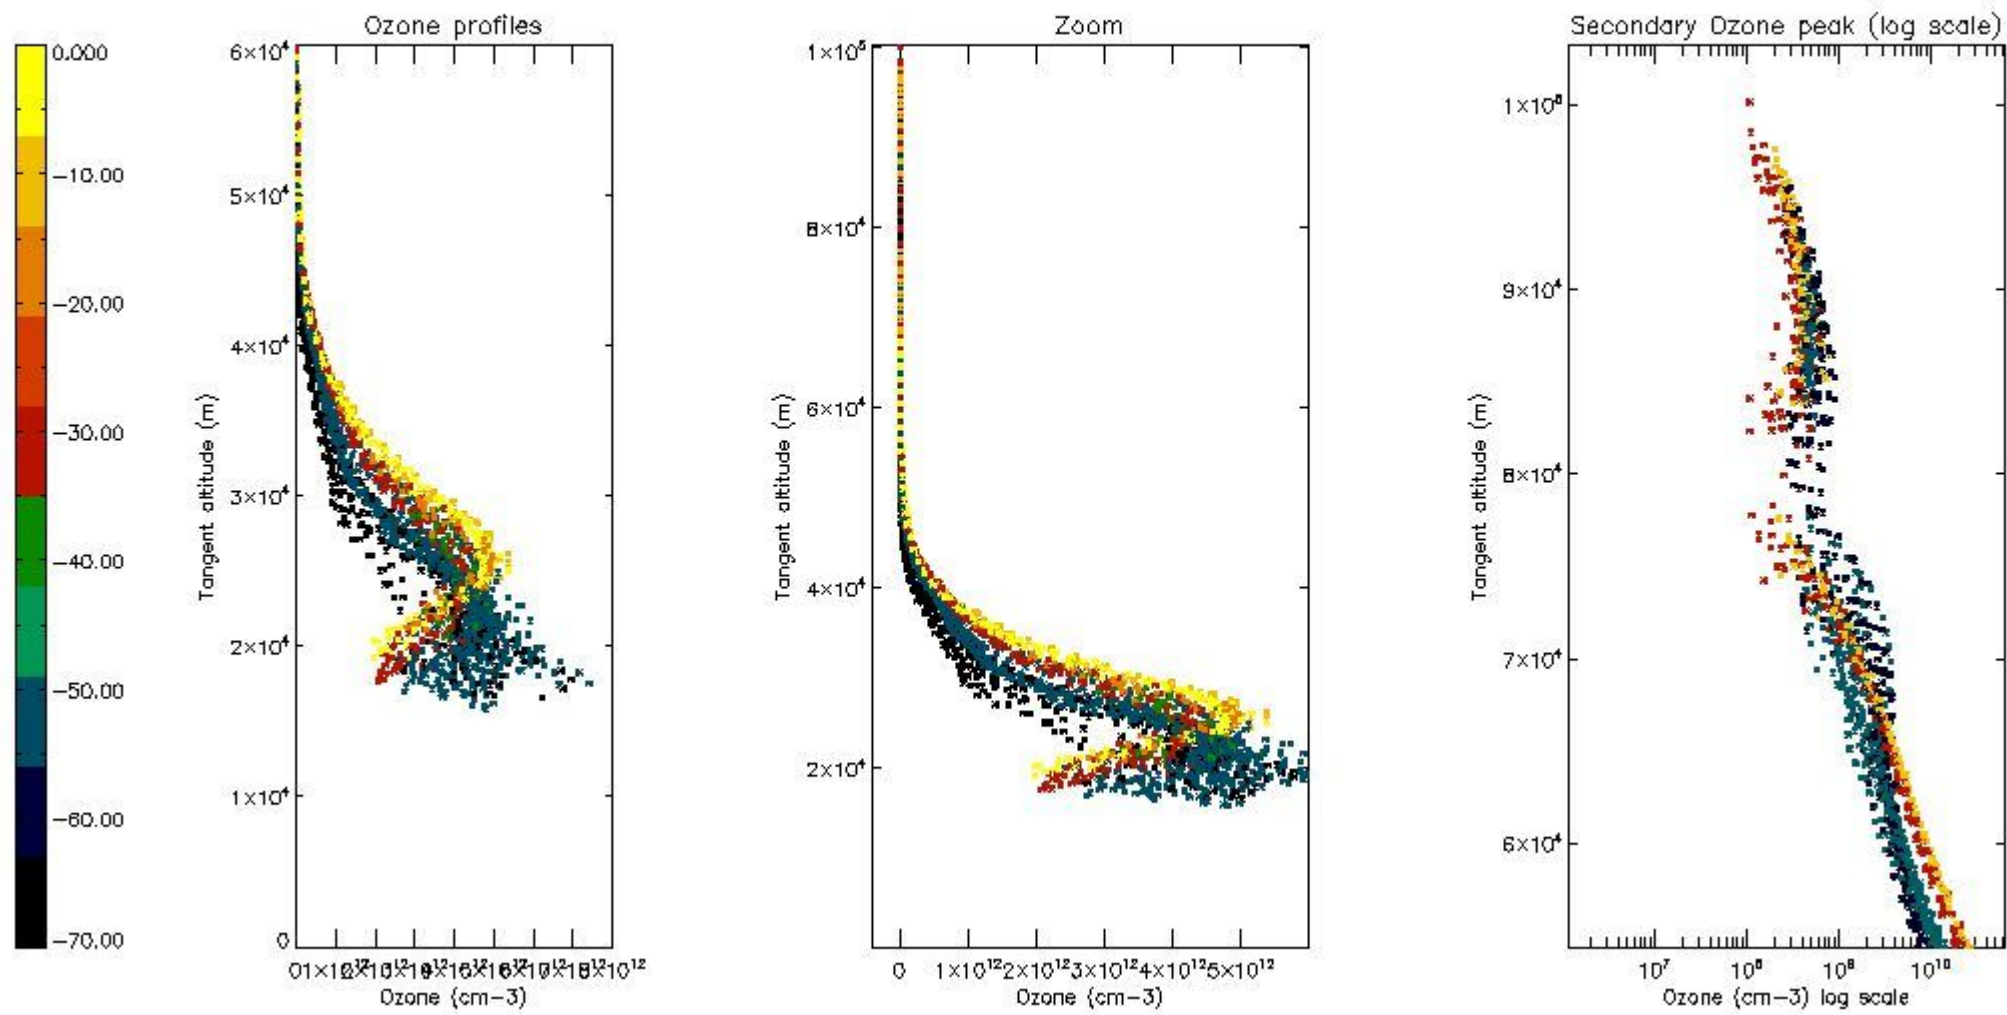 Ozone profiles
Zoom
Secondary Ozone peak (log scale)
0.000
-10.00
-20.00
-30.00
-40.00
-50.00
-60.00
-70.00
6×10⁴
5×10⁴
4×10⁴
3×10⁴
2×10⁴
1×10⁴
0
Tangent altitude (m)
Ozone (cm-3)
1×10⁵
8×10⁴
6×10⁴
4×10⁴
2×10⁴
Tangent altitude (m)
0 1×10¹² 2×10¹² 3×10¹² 4×10¹² 5×10¹²
Ozone (cm-3)
9×10⁴
8×10⁴
7×10⁴
6×10⁴
Tangent altitude (m)
10⁷ 10⁹ 10¹⁰
Ozone (cm-3) log scale